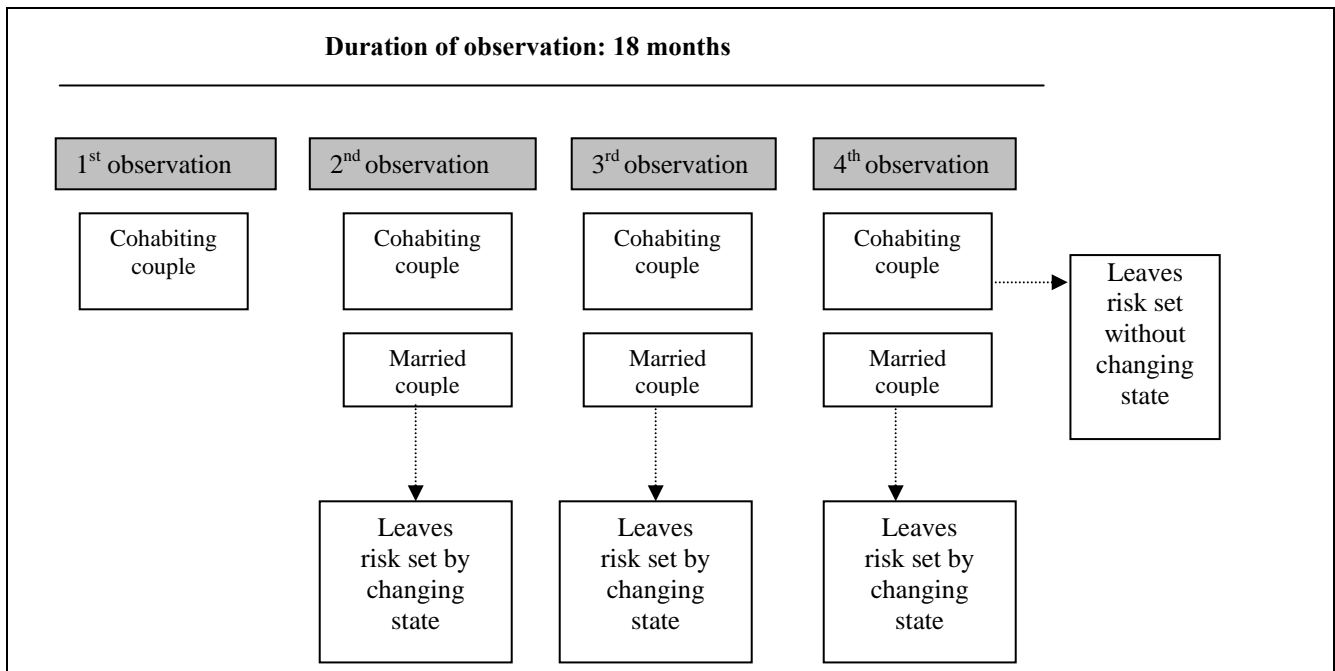 Duration of observation: 18 months
1st observation
2nd observation
3rd observation
4th observation
Cohabiting
couple
Cohabiting
couple
Cohabiting
couple
Cohabiting
couple
Leaves
risk set
without
changing
state
Married
couple
Married
couple
Married
couple
Leaves
risk set by
changing
state
Leaves
risk set by
changing
state
Leaves
risk set by
changing
state